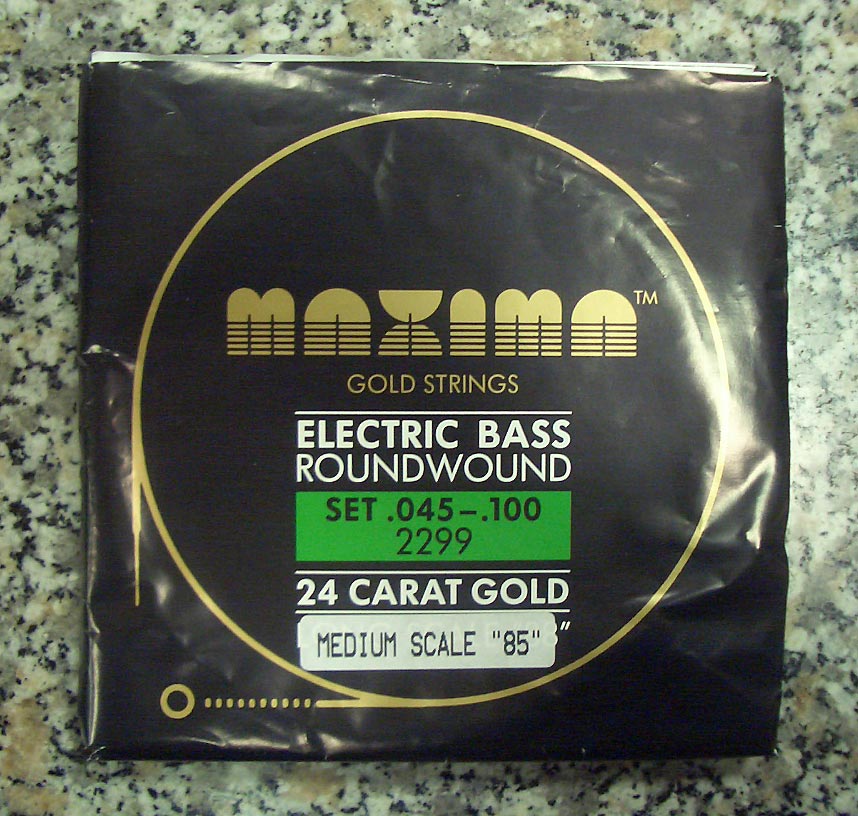 MAXIMA™
GOLD STRINGS
ELECTRIC BASS
ROUNDWOUND
SET .045–.100
2299
24 CARAT GOLD
MEDIUM SCALE "85"